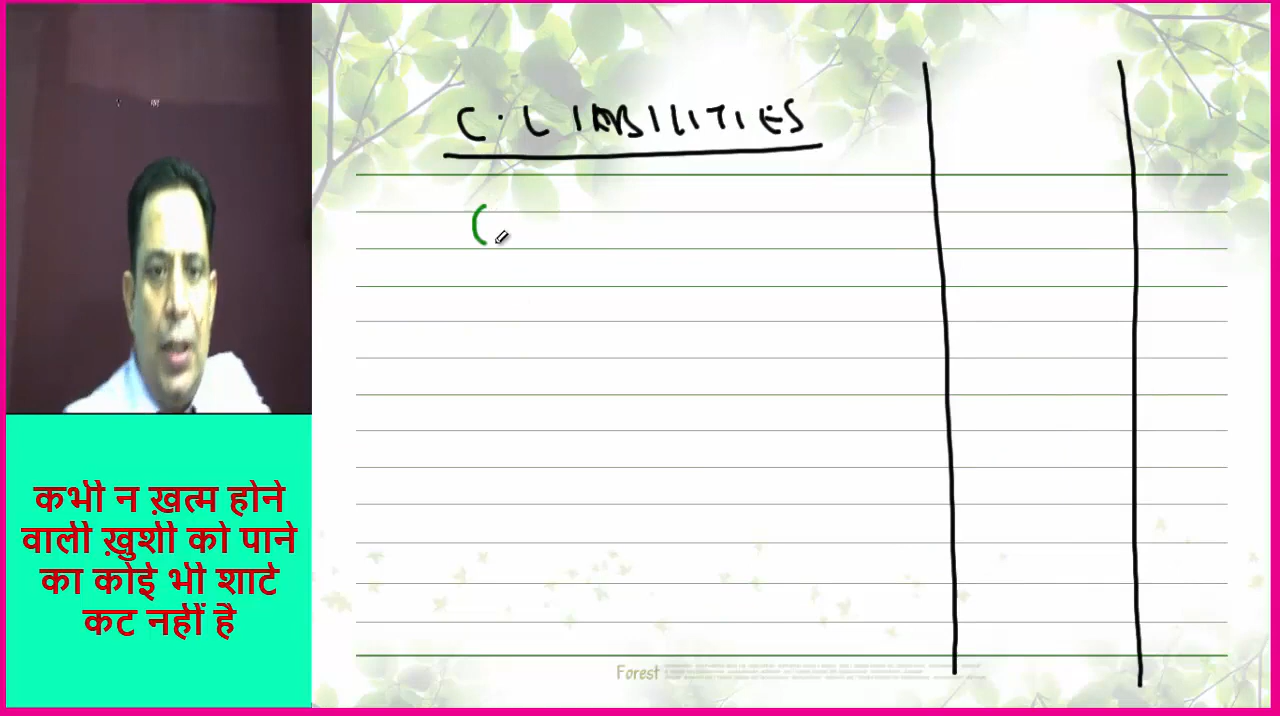 C. LIABILITIES
(
कभी न ख़त्म होने
वाली ख़ुशी को पाने
का कोई भी शार्ट
कट नहीं है
Forest